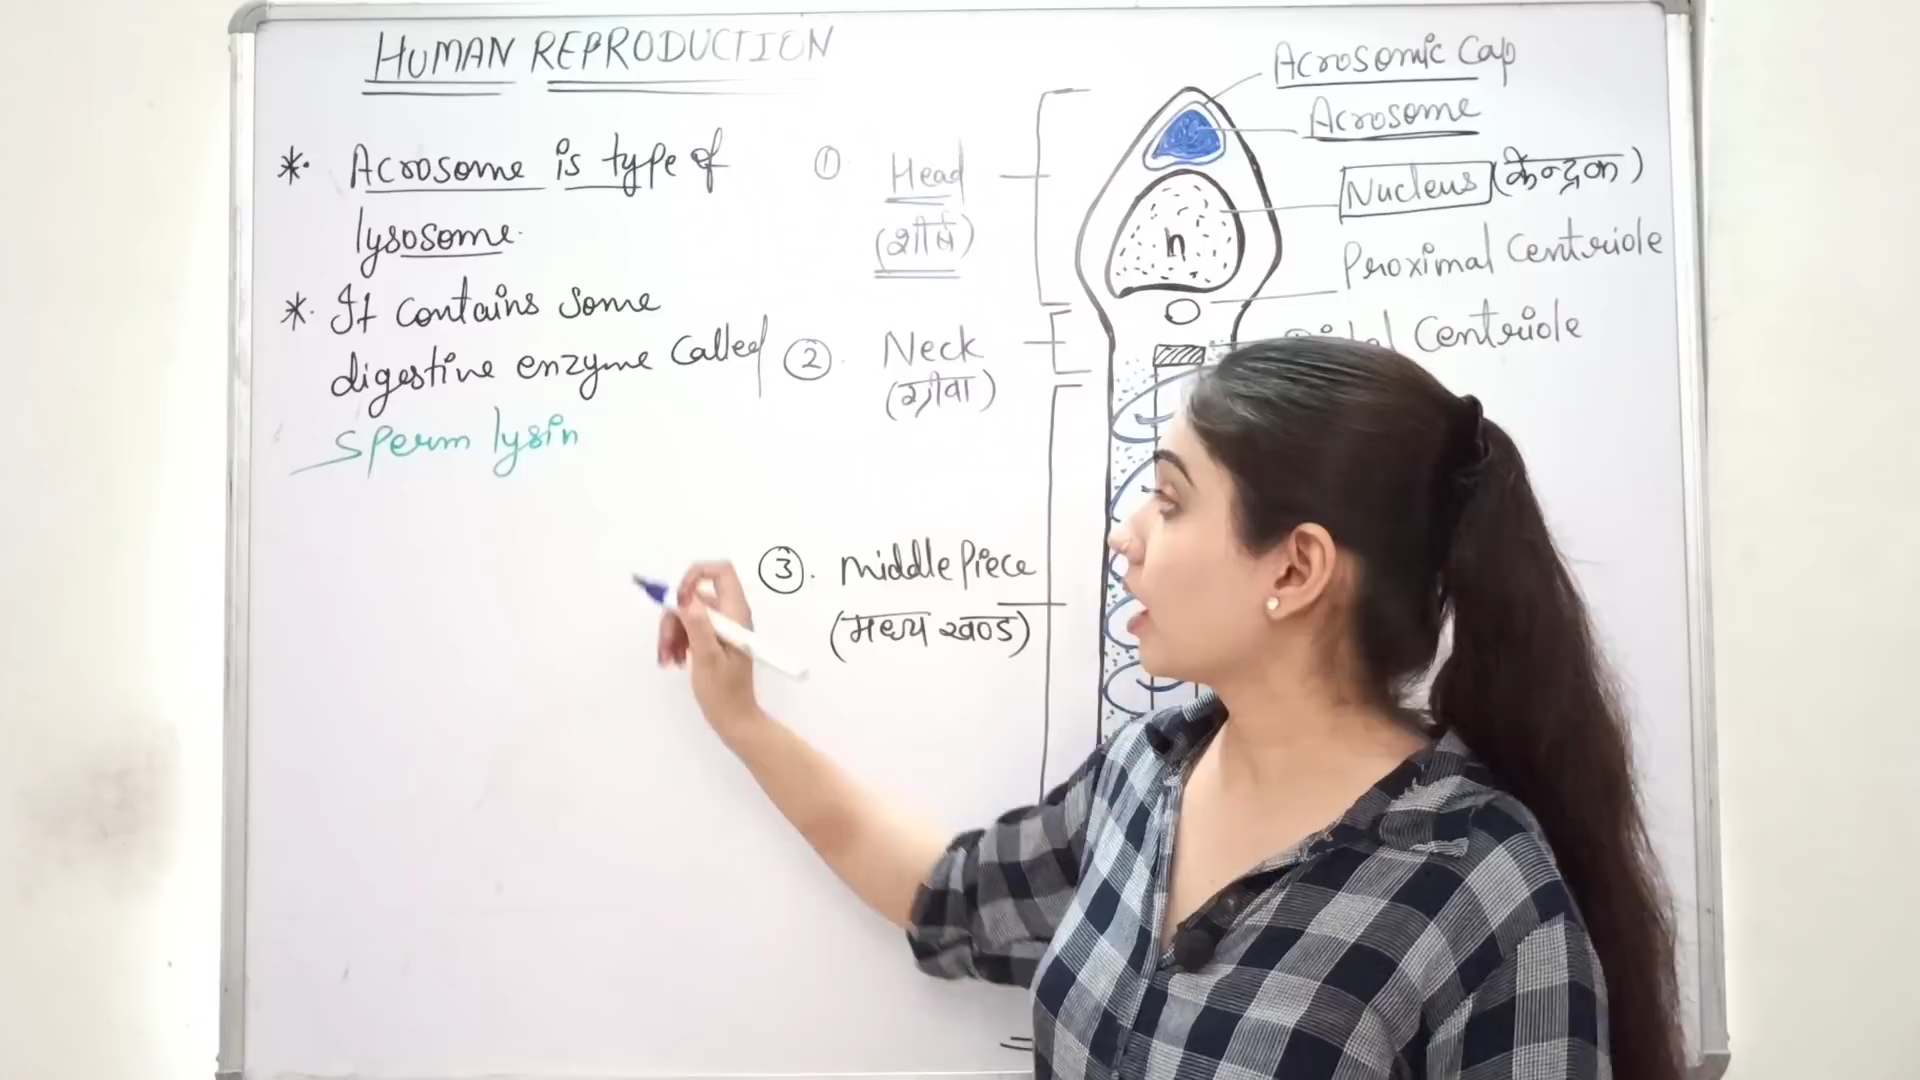 HUMAN REPRODUCTION
*. Acrosome is type of
lysosome.
*. It contains some
digestive enzyme called
sperm lysin
① Head
(शीर्ष)
② Neck
(ग्रीवा)
③. middle piece
(मध्य खण्ड)
Acrosomic Cap
Acrosome
Nucleus (केन्द्रक)
Proximal Centriole
Centriole
n